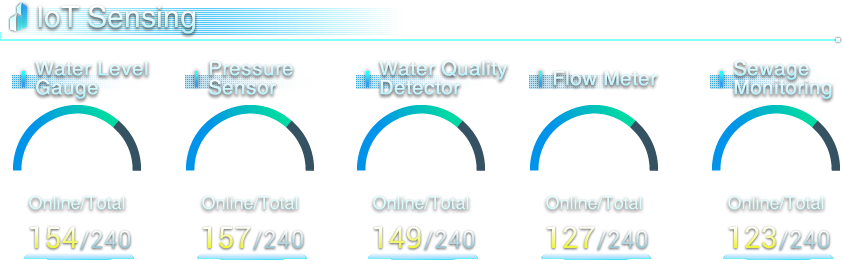 IoT Sensing
Water Level
Gauge
Pressure
Sensor
Water Quality
Detector
Flow Meter
Sewage
Monitoring
Online/Total
Online/Total
Online/Total
Online/Total
Online/Total
154/240
157/240
149/240
127/240
123/240